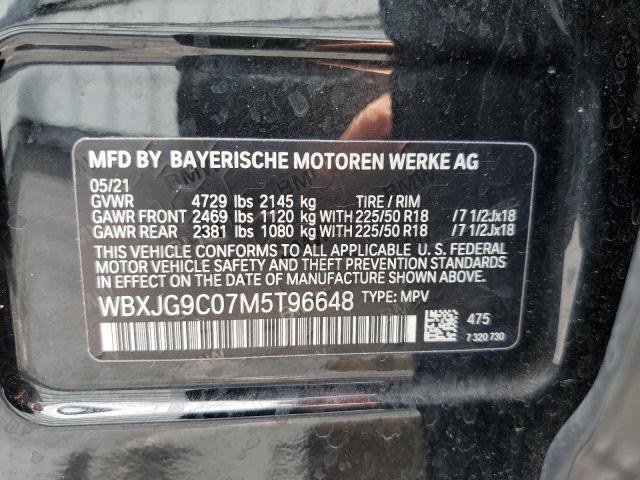 MFD BY BAYERISCHE MOTOREN WERKE AG
05/21
GVWR 4729 lbs 2145 kg TIRE / RIM
GAWR FRONT 2469 lbs 1120 kg WITH 225/50 R18 /7 1/2Jx18
GAWR REAR 2381 lbs 1080 kg WITH 225/50 R18 /7 1/2Jx18
THIS VEHICLE CONFORMS TO ALL APPLICABLE U. S. FEDERAL
MOTOR VEHICLE SAFETY AND THEFT PREVENTION STANDARDS
IN EFFECT ON THE DATE OF MANUFACTURE SHOWN ABOVE.
WBXJG9C07M5T96648 TYPE: MPV
475
7 320 730